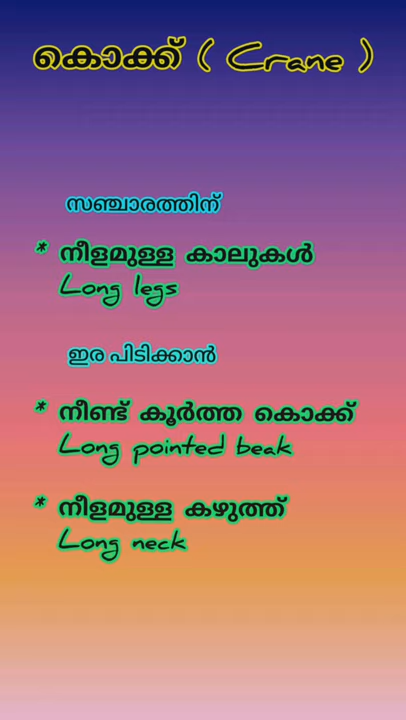 കൊക്ക് ( Crane )
സഞ്ചാരത്തിന്
* നീളമുള്ള കാലുകൾ
Long legs
ഇര പിടിക്കാൻ
* നീണ്ട് കൂർത്ത കൊക്ക്
Long pointed beak
* നീളമുള്ള കഴുത്ത്
Long neck